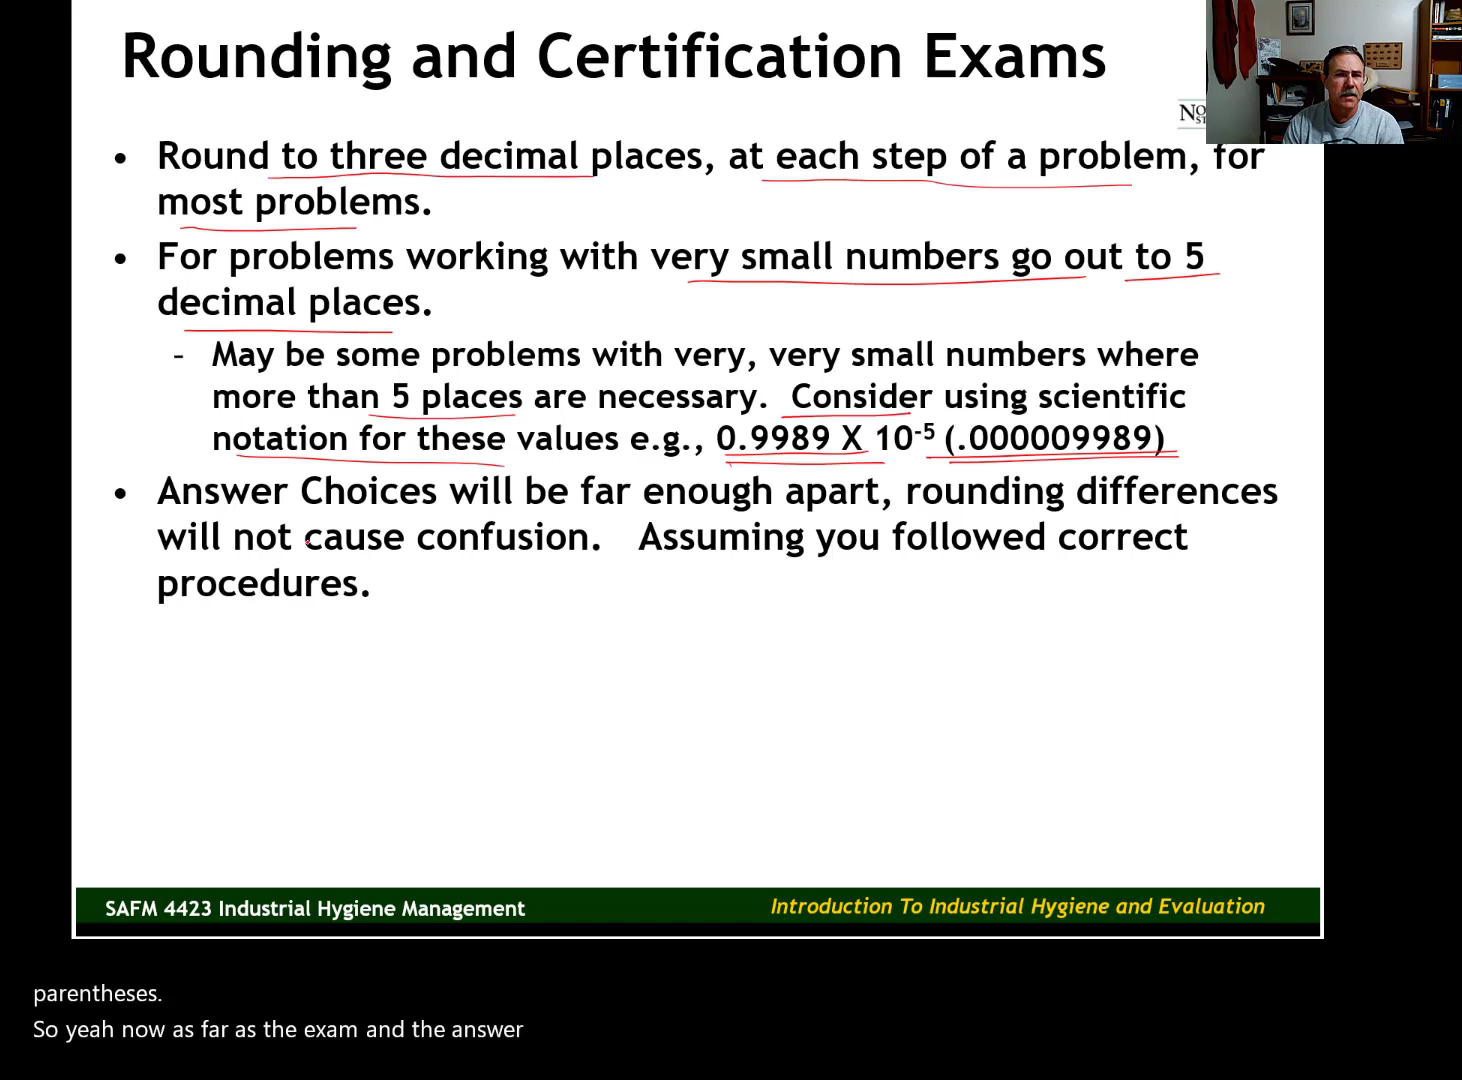 Rounding and Certification Exams
• Round to three decimal places, at each step of a problem, for
most problems.
• For problems working with very small numbers go out to 5
decimal places.
- May be some problems with very, very small numbers where
more than 5 places are necessary. Consider using scientific
notation for these values e.g., 0.9989 X 10⁻⁵ (.000009989)
• Answer Choices will be far enough apart, rounding differences
will not cause confusion. Assuming you followed correct
procedures.
SAFM 4423 Industrial Hygiene Management
Introduction To Industrial Hygiene and Evaluation
parentheses.
So yeah now as far as the exam and the answer